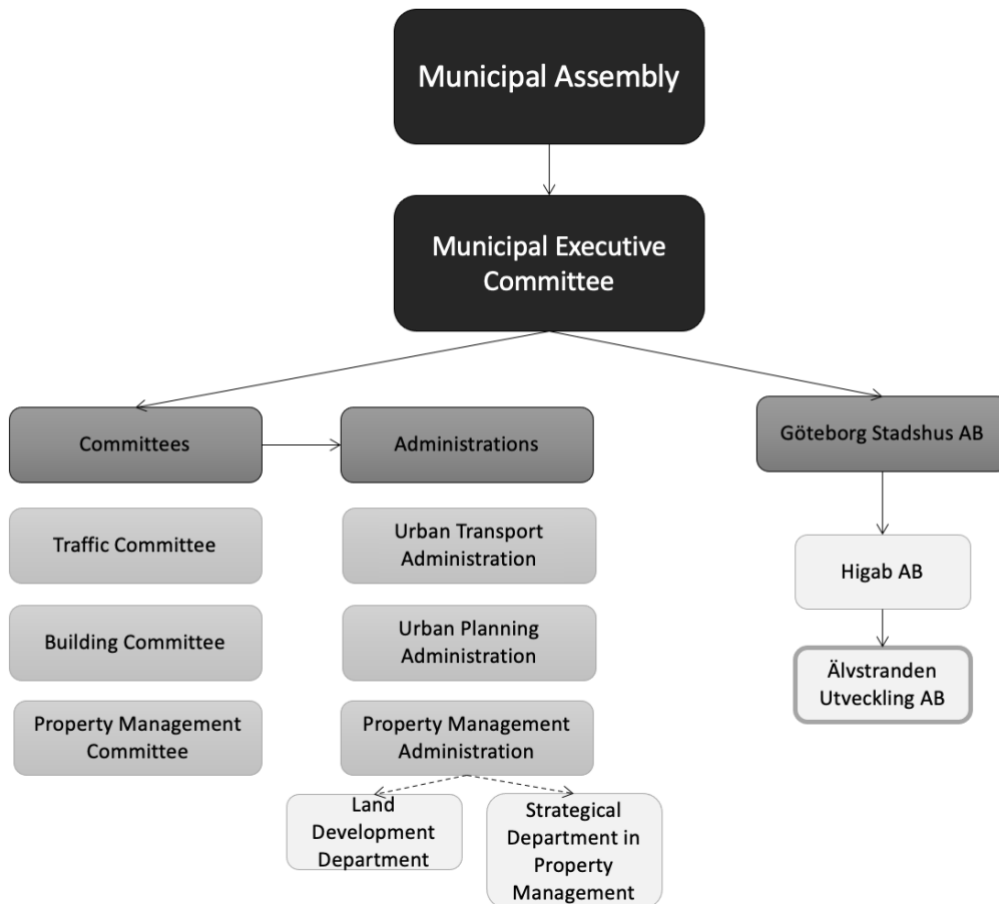 Municipal Assembly
Municipal Executive
Committee
Committees
Administrations
Göteborg Stadshus AB
Traffic Committee
Urban Transport
Administration
Higab AB
Building Committee
Urban Planning
Administration
Älvstranden
Utveckling AB
Property Management
Committee
Property Management
Administration
Land
Development
Department
Strategical
Department in
Property
Management